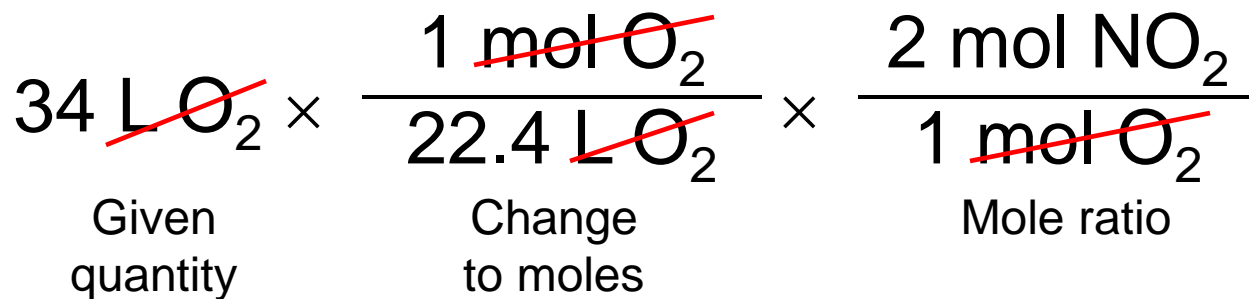 34 L O₂ × 1 mol O₂ / 22.4 L O₂ × 2 mol NO₂ / 1 mol O₂
Given quantity
Change to moles
Mole ratio